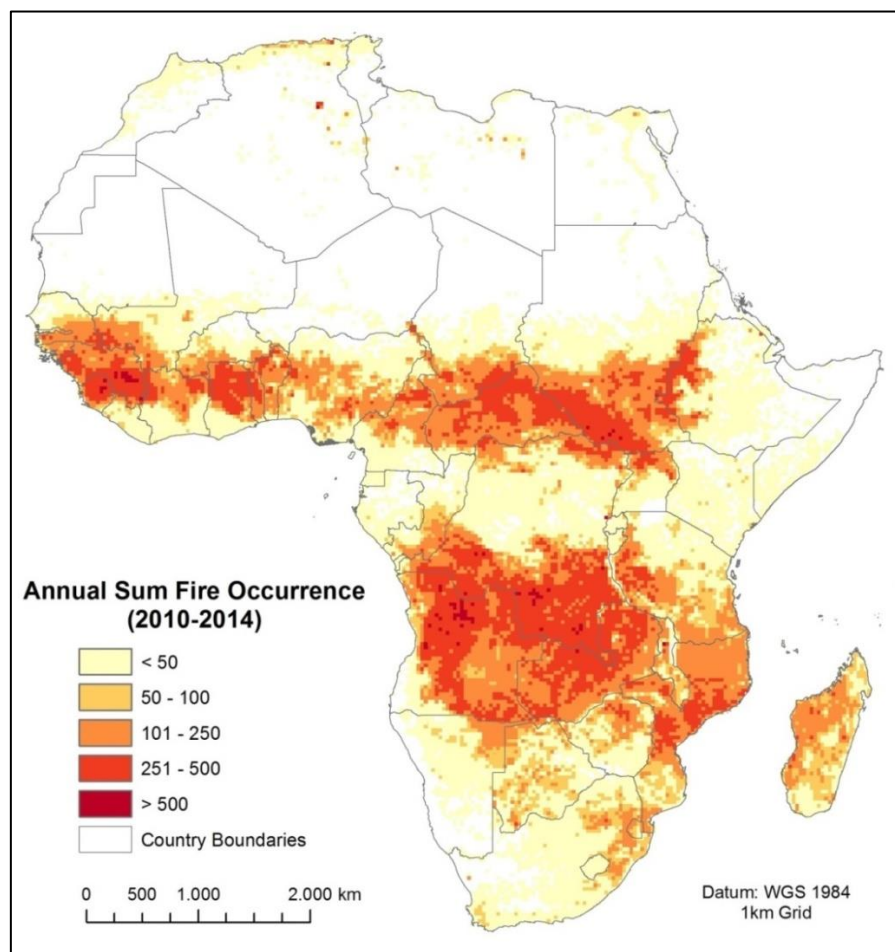 Annual Sum Fire Occurrence
(2010-2014)
< 50
50 - 100
101 - 250
251 - 500
> 500
Country Boundaries
0 500 1.000 2.000 km
Datum: WGS 1984
1km Grid